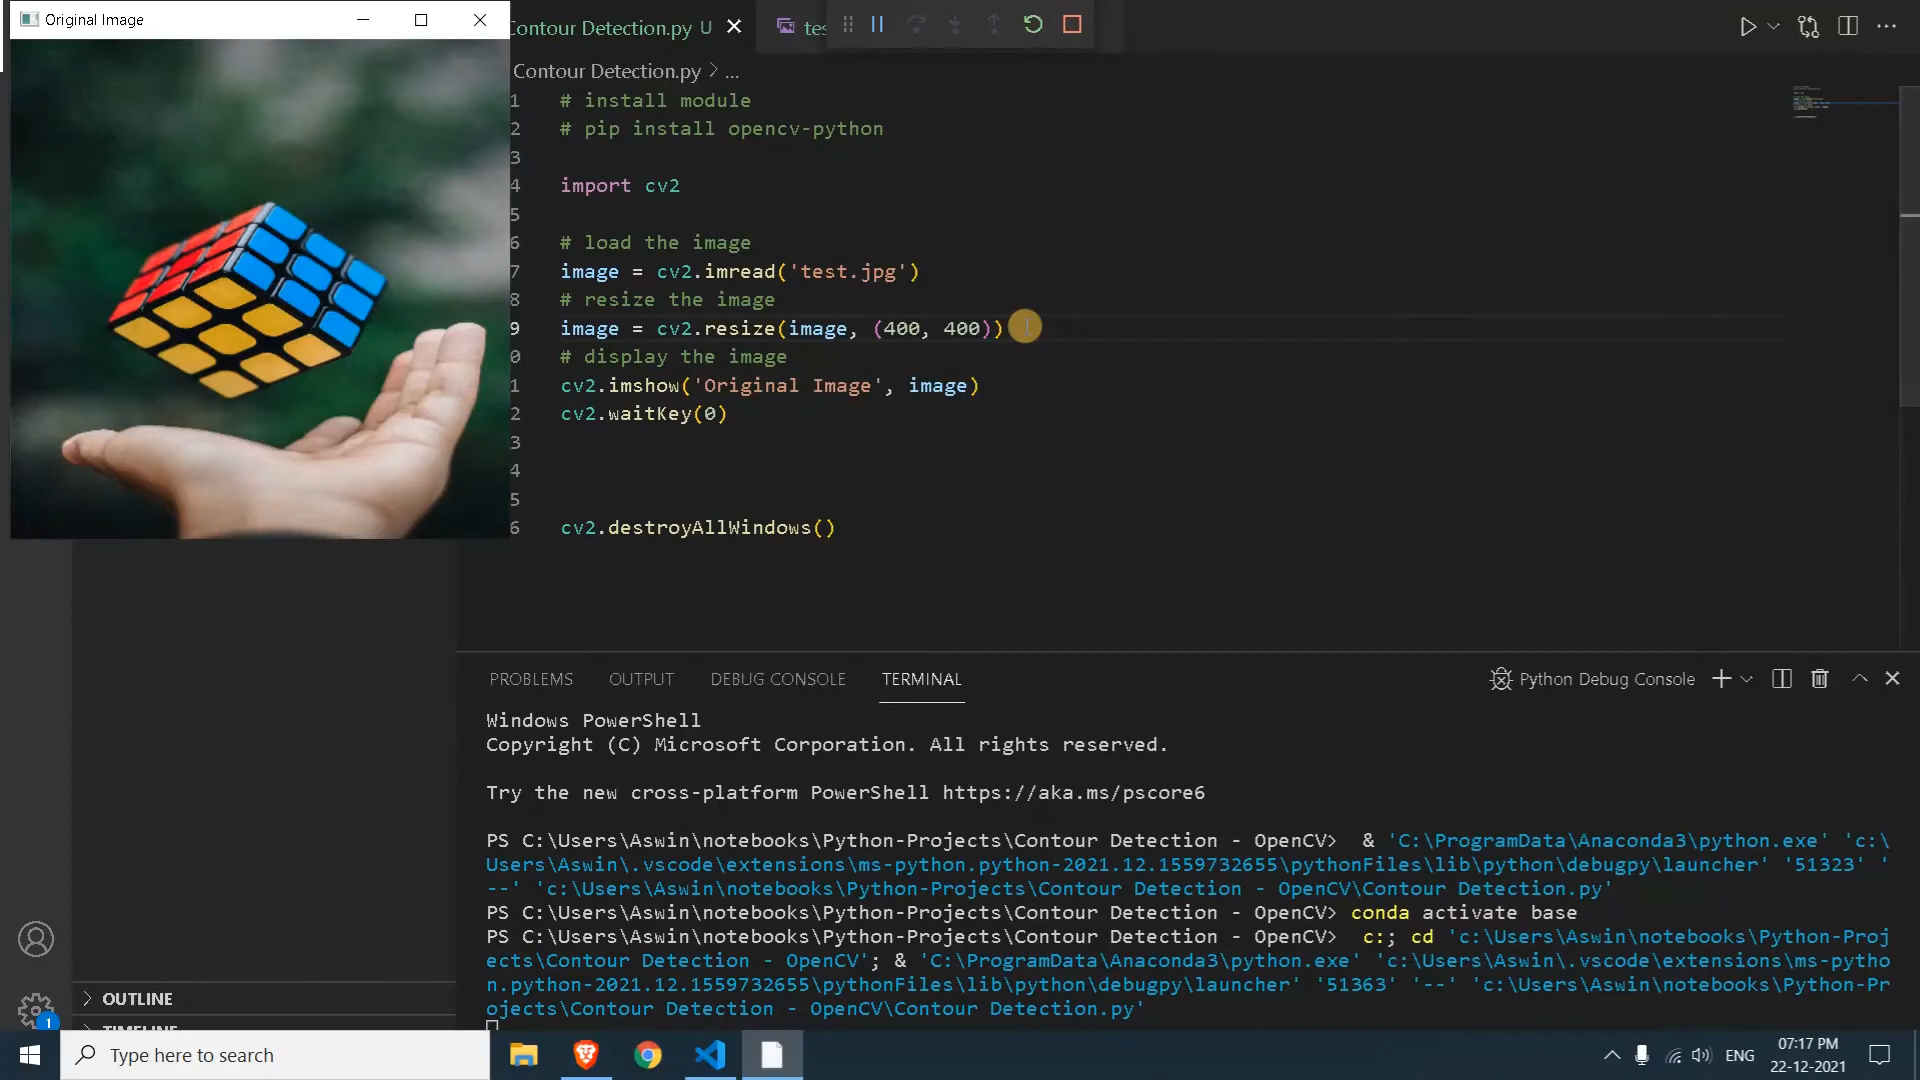 Original Image
Contour Detection.py U
tes
Contour Detection.py > ...
1 # install module
2 # pip install opencv-python
3
4 import cv2
5
6 # load the image
7 image = cv2.imread('test.jpg')
8 # resize the image
9 image = cv2.resize(image, (400, 400))
0 # display the image
1 cv2.imshow('Original Image', image)
2 cv2.waitKey(0)
3
4
5
6 cv2.destroyAllWindows()
PROBLEMS OUTPUT DEBUG CONSOLE TERMINAL Python Debug Console
Windows PowerShell
Copyright (C) Microsoft Corporation. All rights reserved.
Try the new cross-platform PowerShell https://aka.ms/pscore6
PS C:\Users\Aswin\notebooks\Python-Projects\Contour Detection - OpenCV>  & 'C:\ProgramData\Anaconda3\python.exe' 'c:\
Users\Aswin\.vscode\extensions\ms-python.python-2021.12.1559732655\pythonFiles\lib\python\debugpy\launcher' '51323' '
--' 'c:\Users\Aswin\notebooks\Python-Projects\Contour Detection - OpenCV\Contour Detection.py'
PS C:\Users\Aswin\notebooks\Python-Projects\Contour Detection - OpenCV> conda activate base
PS C:\Users\Aswin\notebooks\Python-Projects\Contour Detection - OpenCV>  c:; cd 'c:\Users\Aswin\notebooks\Python-Proj
ects\Contour Detection - OpenCV'; & 'C:\ProgramData\Anaconda3\python.exe' 'c:\Users\Aswin\.vscode\extensions\ms-pytho
n.python-2021.12.1559732655\pythonFiles\lib\python\debugpy\launcher' '51363' '--' 'c:\Users\Aswin\notebooks\Python-Pr
ojects\Contour Detection - OpenCV\Contour Detection.py'
OUTLINE
TIMELINE
1
Type here to search
ENG
07:17 PM
22-12-2021